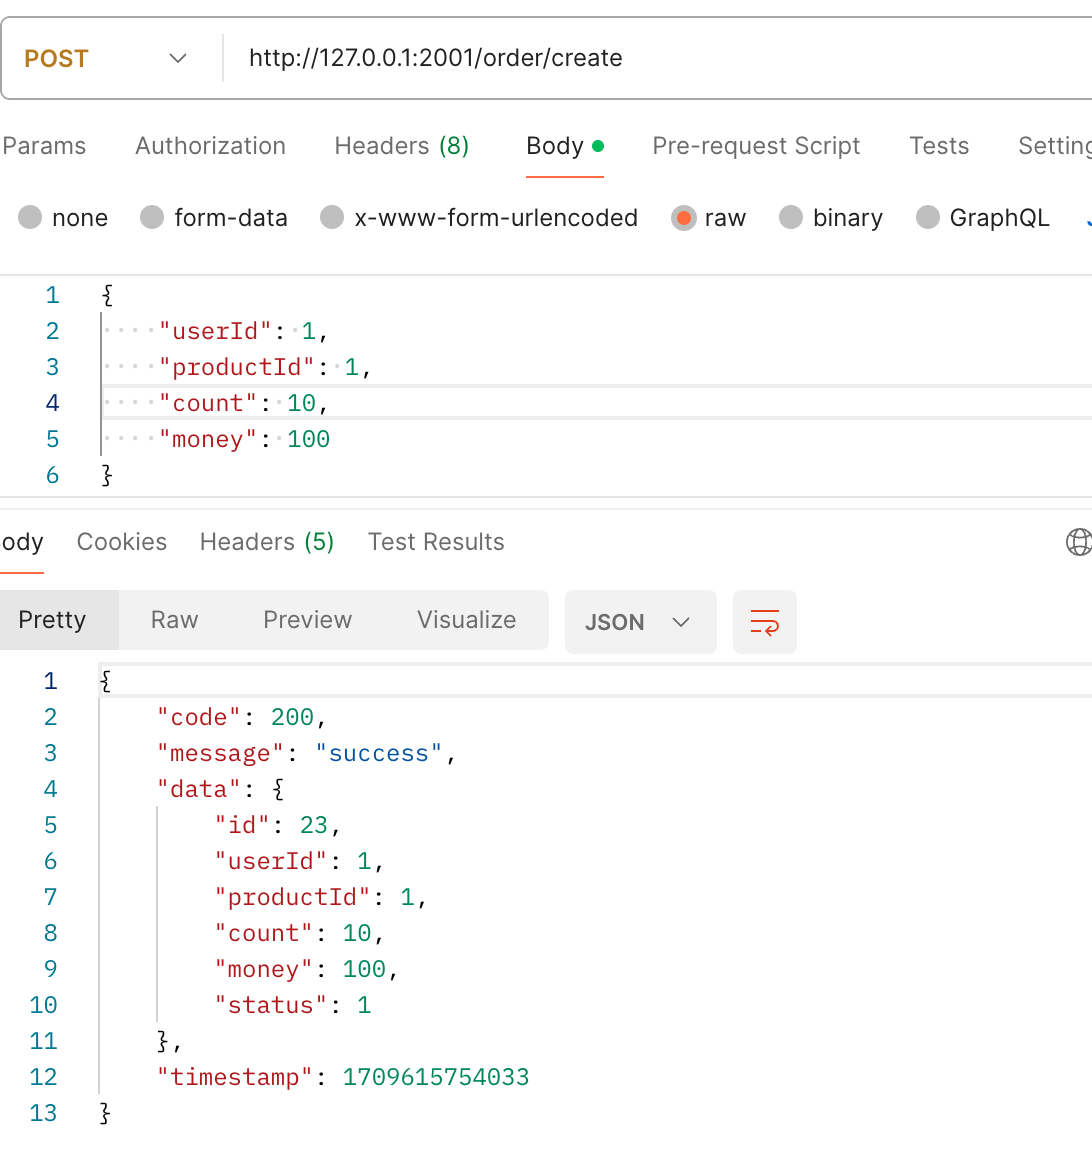 POST http://127.0.0.1:2001/order/create
Params Authorization Headers (8) Body Pre-request Script Tests Setting
none form-data x-www-form-urlencoded raw binary GraphQL
1 {
2 "userId": 1,
3 "productId": 1,
4 "count": 10,
5 "money": 100
6 }
ody Cookies Headers (5) Test Results
Pretty Raw Preview Visualize JSON
1 {
2 "code": 200,
3 "message": "success",
4 "data": {
5 "id": 23,
6 "userId": 1,
7 "productId": 1,
8 "count": 10,
9 "money": 100,
10 "status": 1
11 },
12 "timestamp": 1709615754033
13 }